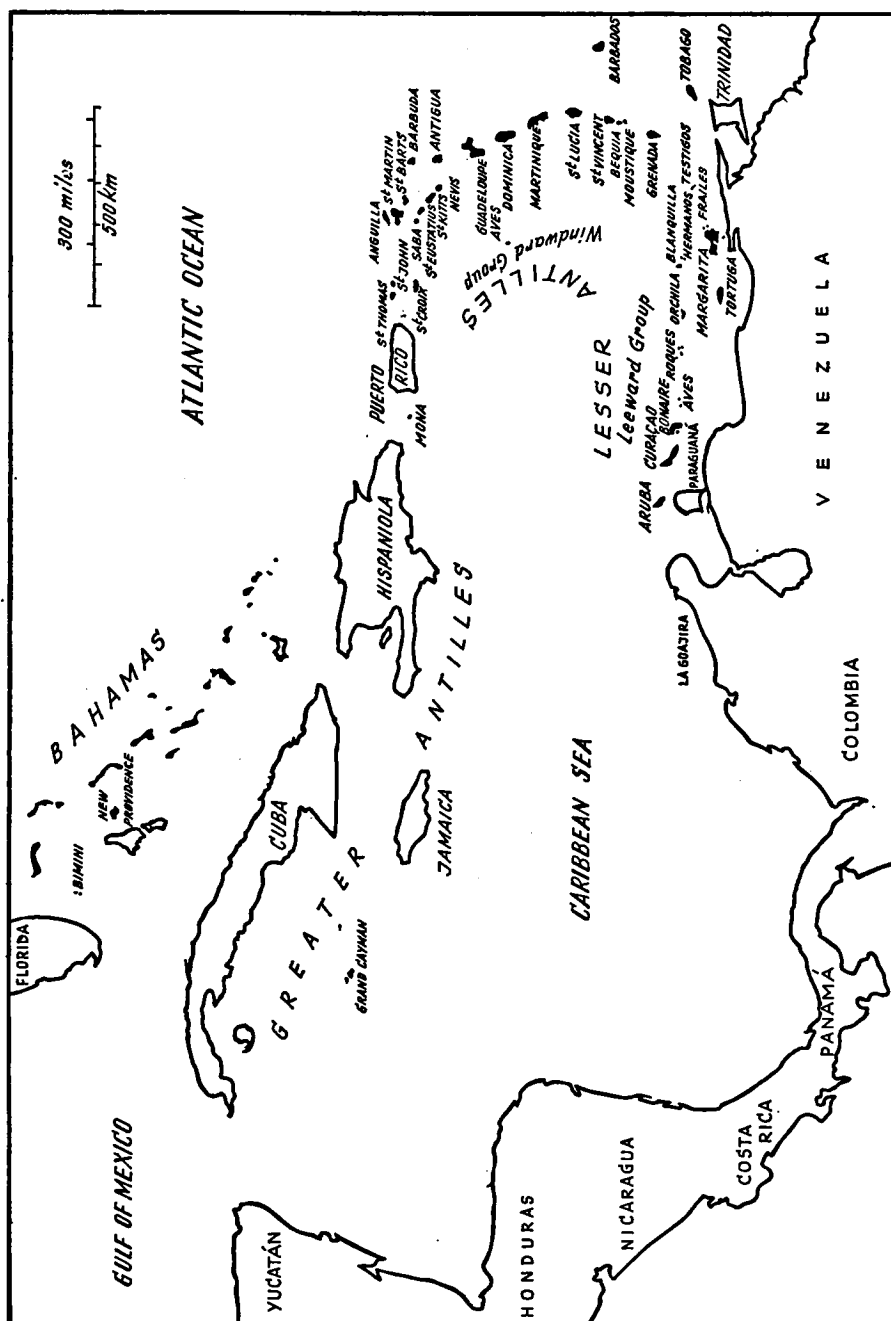 GULF OF MEXICO
ATLANTIC OCEAN
300 miles
500 km
FLORIDA
BIMINI
NEW
PROVIDENCE
BAHAMAS
YUCATÁN
CUBA
GREATER
ANTILLES
GRAND CAYMAN
JAMAICA
HISPANIOLA
MONA
PUERTO
RICO
St THOMAS
St JOHN
St CROIX
ANGUILLA
St MARTIN
St BARTS
SABA
St EUSTATIUS
St KITTS
BARBUDA
ANTIGUA
NEVIS
GUADELOUPE
AVES
DOMINICA
MARTINIQUE
St LUCIA
St VINCENT
BEQUIA
MOUSTIQUE
BARBADOS
GRENADA
TOBAGO
TRINIDAD
LESSER
ANTILLES
Windward Group
Leeward Group
HONDURAS
NICARAGUA
COSTA
RICA
PANÁMÁ
CARIBBEAN SEA
LA GOAJIRA
COLOMBIA
ARUBA
CURAÇAO
BONAIRE
PARAGUANÁ
AVES
ROQUES
ORCHILA
BLANQUILLA
HERMANOS
TESTIGOS
MARGARITA
FRAILES
TORTUGA
VENEZUELA